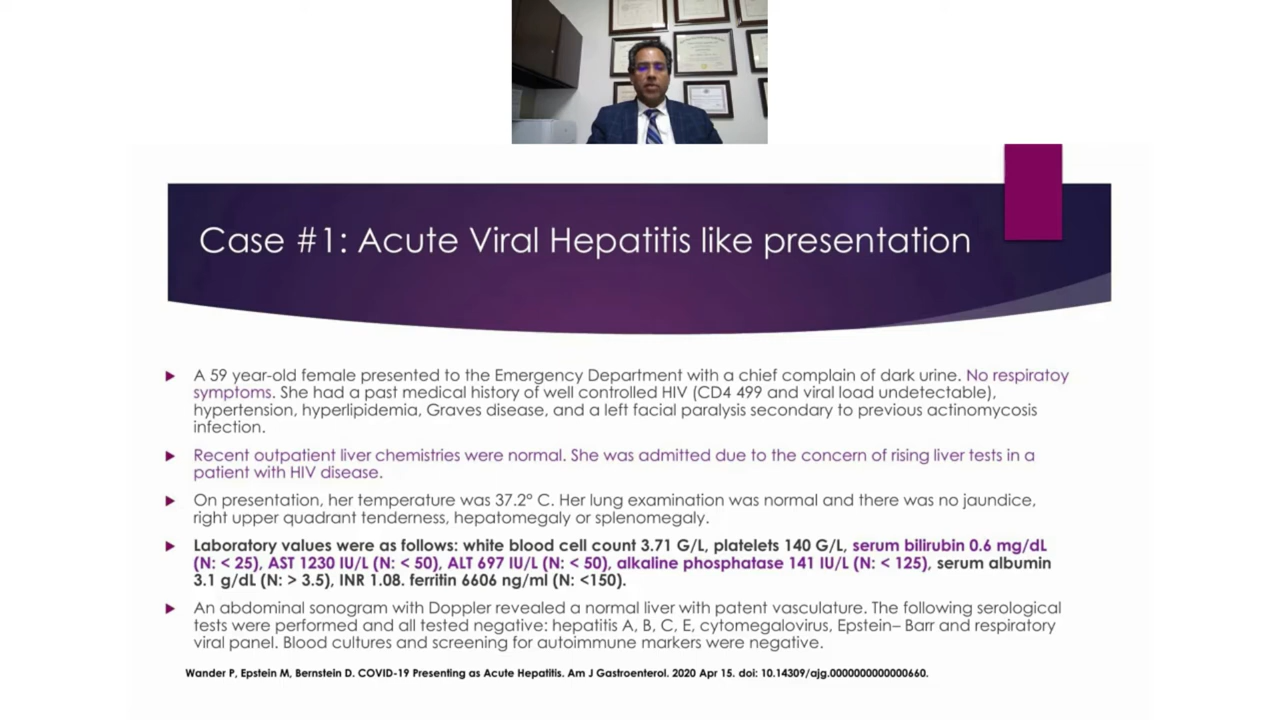 Case #1: Acute Viral Hepatitis like presentation
A 59 year-old female presented to the Emergency Department with a chief complain of dark urine. No respiratoy
symptoms. She had a past medical history of well controlled HIV (CD4 499 and viral load undetectable),
hypertension, hyperlipidemia, Graves disease, and a left facial paralysis secondary to previous actinomycosis
infection.
Recent outpatient liver chemistries were normal. She was admitted due to the concern of rising liver tests in a
patient with HIV disease.
On presentation, her temperature was 37.2° C. Her lung examination was normal and there was no jaundice,
right upper quadrant tenderness, hepatomegaly or splenomegaly.
Laboratory values were as follows: white blood cell count 3.71 G/L, platelets 140 G/L, serum bilirubin 0.6 mg/dL
(N: < 25), AST 1230 IU/L (N: < 50), ALT 697 IU/L (N: < 50), alkaline phosphatase 141 IU/L (N: < 125), serum albumin
3.1 g/dL (N: > 3.5), INR 1.08. ferritin 6606 ng/ml (N: <150).
An abdominal sonogram with Doppler revealed a normal liver with patent vasculature. The following serological
tests were performed and all tested negative: hepatitis A, B, C, E, cytomegalovirus, Epstein– Barr and respiratory
viral panel. Blood cultures and screening for autoimmune markers were negative.
Wander P, Epstein M, Bernstein D. COVID-19 Presenting as Acute Hepatitis. Am J Gastroenterol. 2020 Apr 15. doi: 10.14309/ajg.0000000000000660.